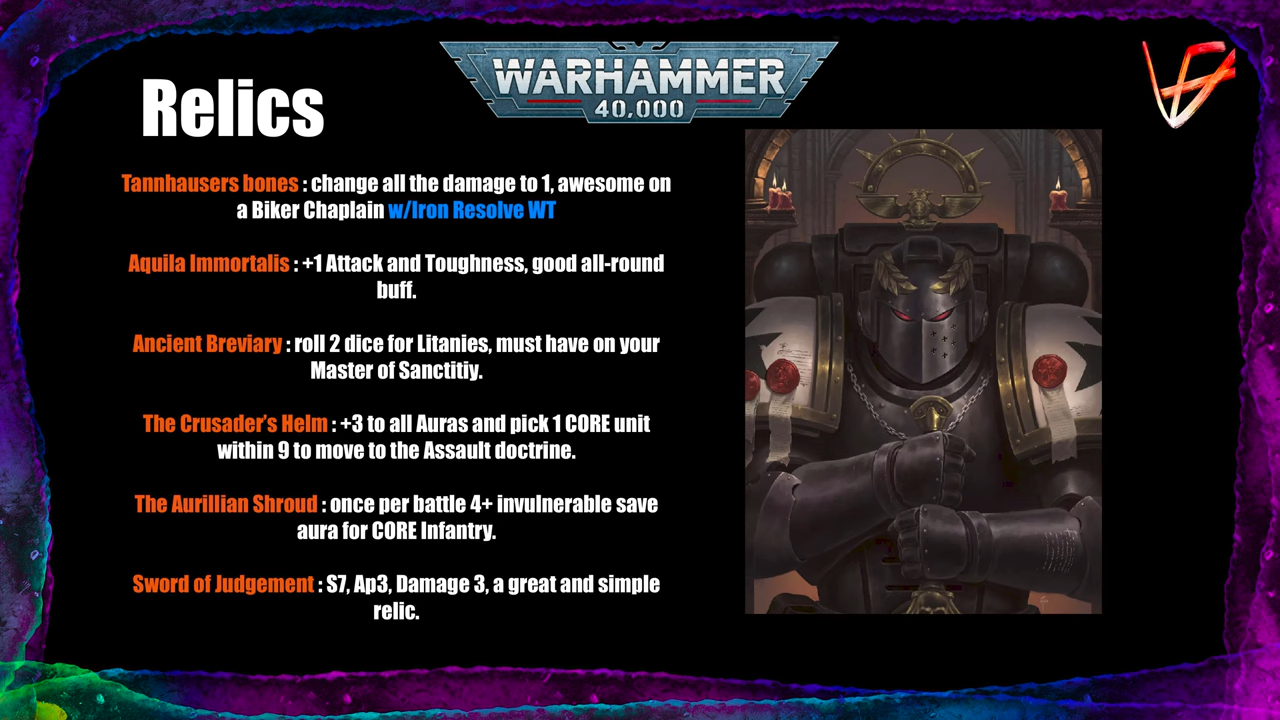 WARHAMMER
40,000
Relics
Tannhausers bones : change all the damage to 1, awesome on
a Biker Chaplain w/Iron Resolve WT
Aquila Immortalis : +1 Attack and Toughness, good all-round
buff.
Ancient Breviary : roll 2 dice for Litanies, must have on your
Master of Sanctitiy.
The Crusader's Helm : +3 to all Auras and pick 1 CORE unit
within 9 to move to the Assault doctrine.
The Aurillian Shroud : once per battle 4+ invulnerable save
aura for CORE Infantry.
Sword of Judgement : S7, Ap3, Damage 3, a great and simple
relic.